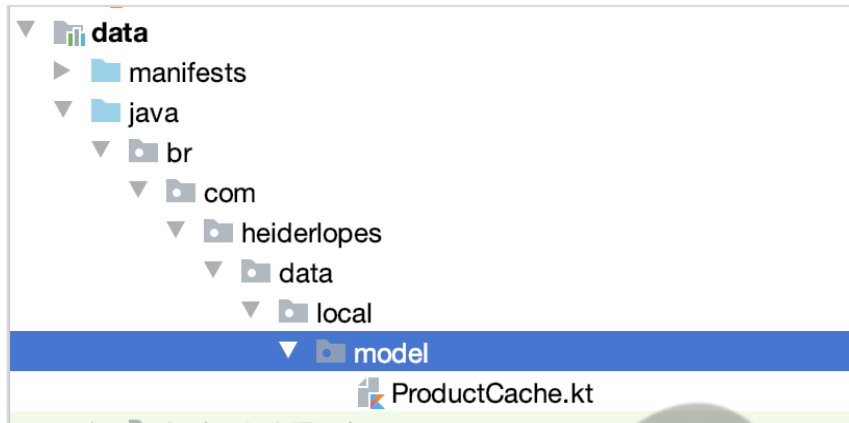 data
manifests
java
br
com
heiderlopes
data
local
model
ProductCache.kt